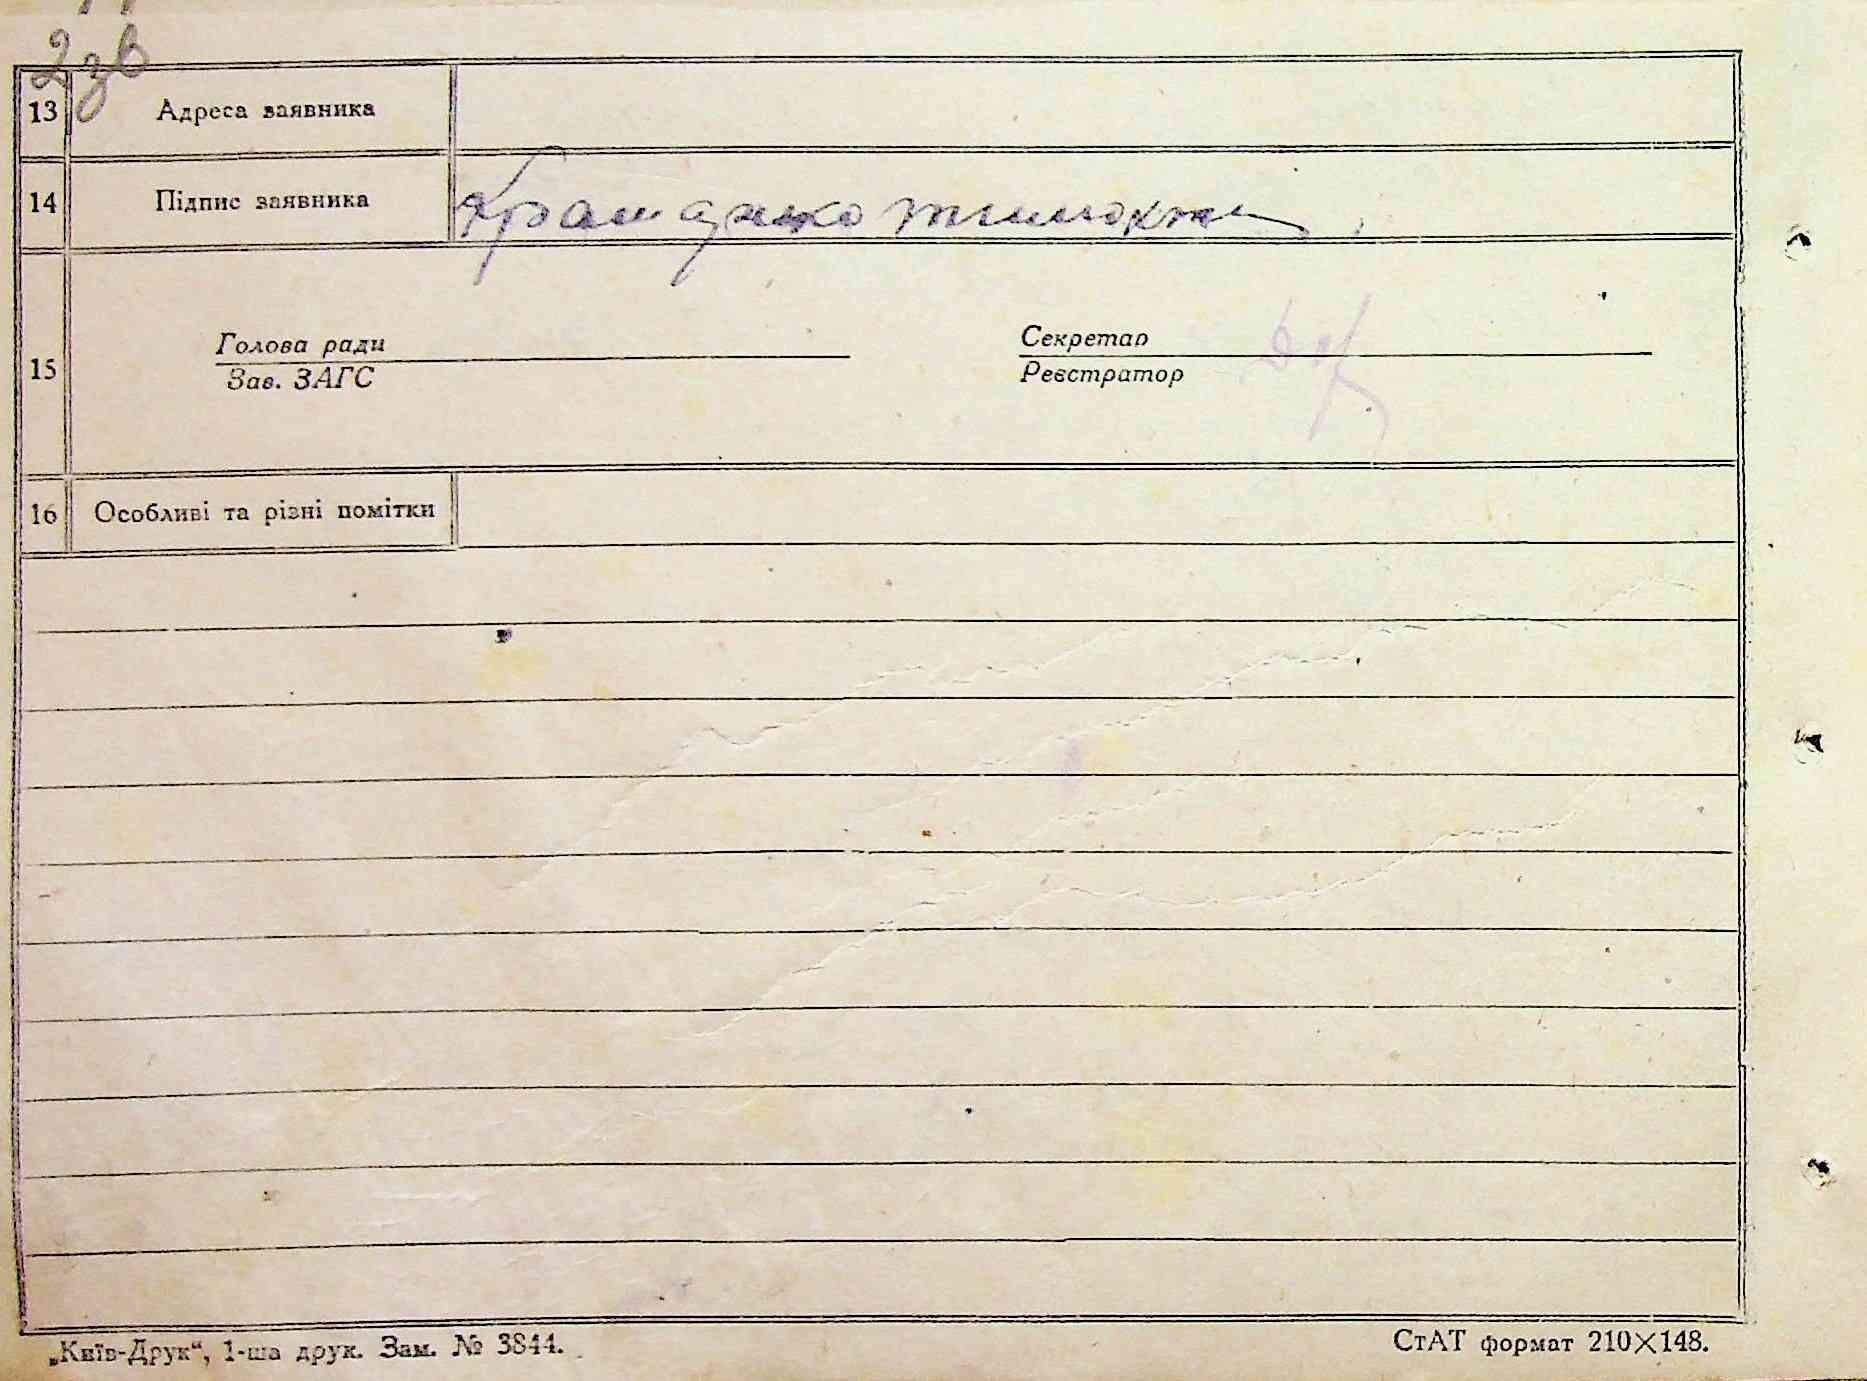 2зв
13 Адреса заявника
14 Підпис заявника
15 Голова ради Секретар
Зав. ЗАГС Реєстратор
16 Особливі та різні помітки
„Київ-Друк“, 1-ша друк. Зам. № 3844. СтАТ формат 210×148.